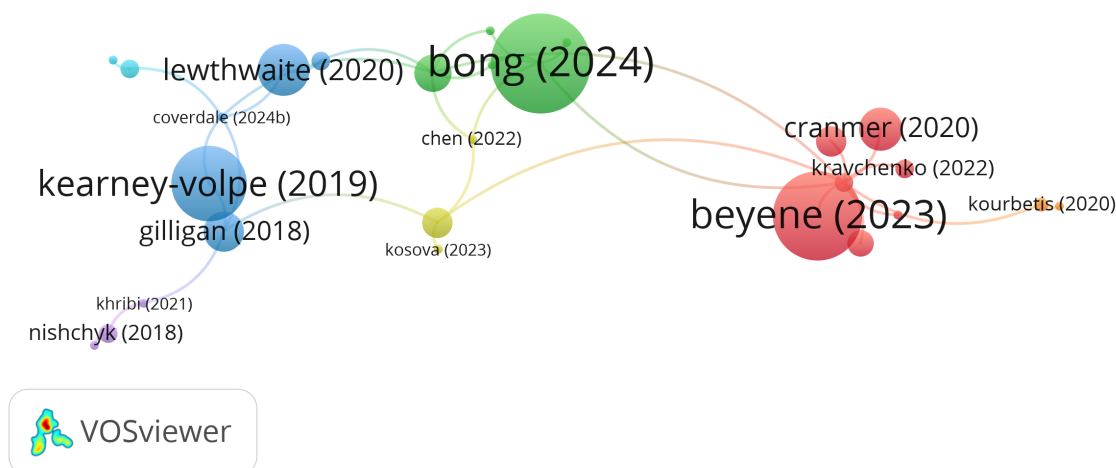 lewthwaite (2020)
bong (2024)
coverdale (2024b)
chen (2022)
cranmer (2020)
kravchenko (2022)
kearney-volpe (2019)
kourbetis (2020)
beyene (2023)
gilligan (2018)
kosova (2023)
khribi (2021)
nishchyk (2018)
VOSviewer